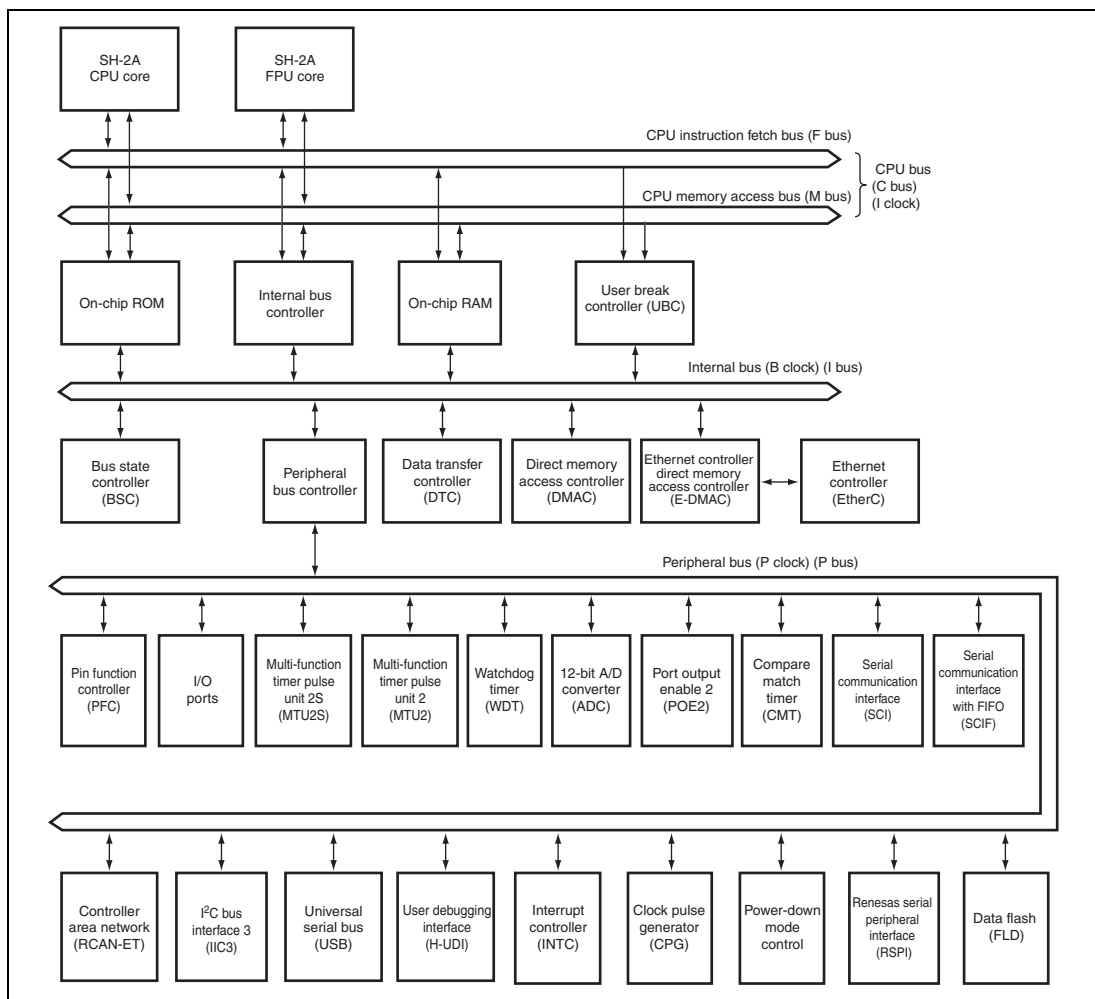 SH-2A
CPU core
SH-2A
FPU core
CPU instruction fetch bus (F bus)
CPU bus
(C bus)
(I clock)
CPU memory access bus (M bus)
On-chip ROM
Internal bus
controller
On-chip RAM
User break
controller (UBC)
Internal bus (B clock) (I bus)
Bus state
controller
(BSC)
Peripheral
bus controller
Data transfer
controller
(DTC)
Direct memory
access controller
(DMAC)
Ethernet controller
direct memory
access controller
(E-DMAC)
Ethernet
controller
(EtherC)
Peripheral bus (P clock) (P bus)
Pin function
controller
(PFC)
I/O
ports
Multi-function
timer pulse
unit 2S
(MTU2S)
Multi-function
timer pulse
unit 2
(MTU2)
Watchdog
timer
(WDT)
12-bit A/D
converter
(ADC)
Port output
enable 2
(POE2)
Compare
match
timer
(CMT)
Serial
communication
interface
(SCI)
Serial
communication
interface
with FIFO
(SCIF)
Controller
area network
(RCAN-ET)
I²C bus
interface 3
(IIC3)
Universal
serial bus
(USB)
User debugging
interface
(H-UDI)
Interrupt
controller
(INTC)
Clock pulse
generator
(CPG)
Power-down
mode
control
Renesas serial
peripheral
interface
(RSPI)
Data flash
(FLD)